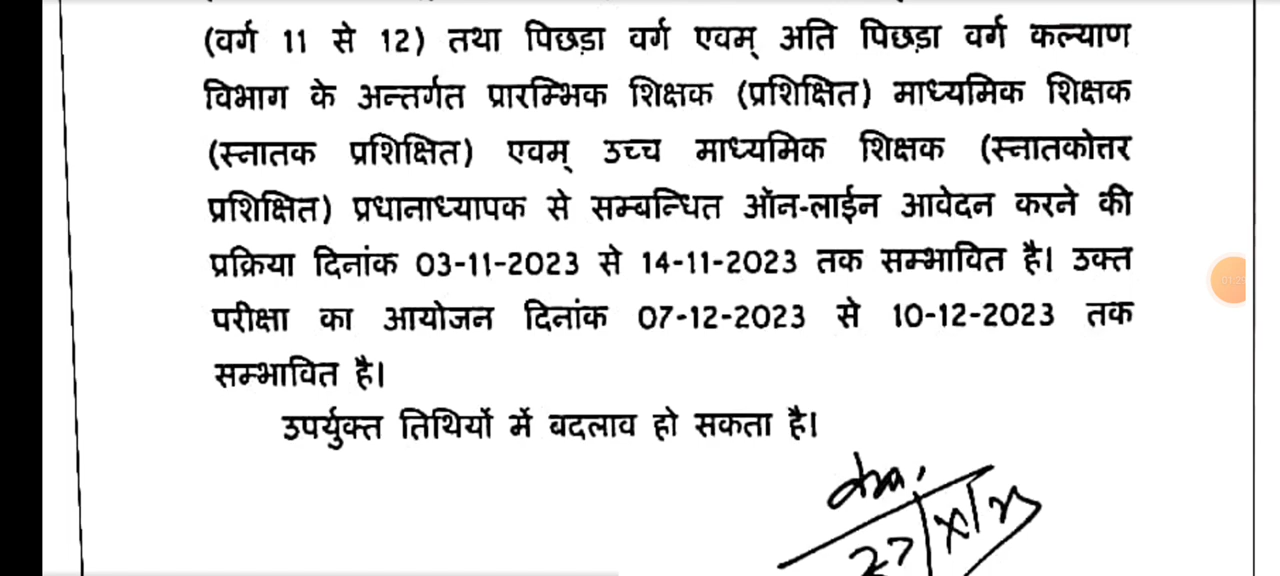 (वर्ग 11 से 12) तथा पिछड़ा वर्ग एवम् अति पिछड़ा वर्ग कल्याण
विभाग के अन्तर्गत प्रारम्भिक शिक्षक (प्रशिक्षित) माध्यमिक शिक्षक
(स्नातक प्रशिक्षित) एवम् उच्च माध्यमिक शिक्षक (स्नातकोत्तर
प्रशिक्षित) प्रधानाध्यापक से सम्बन्धित ऑन-लाईन आवेदन करने की
प्रक्रिया दिनांक 03-11-2023 से 14-11-2023 तक सम्भावित है। उक्त
परीक्षा का आयोजन दिनांक 07-12-2023 से 10-12-2023 तक
सम्भावित है।
उपर्युक्त तिथियों में बदलाव हो सकता है।
27/X/23